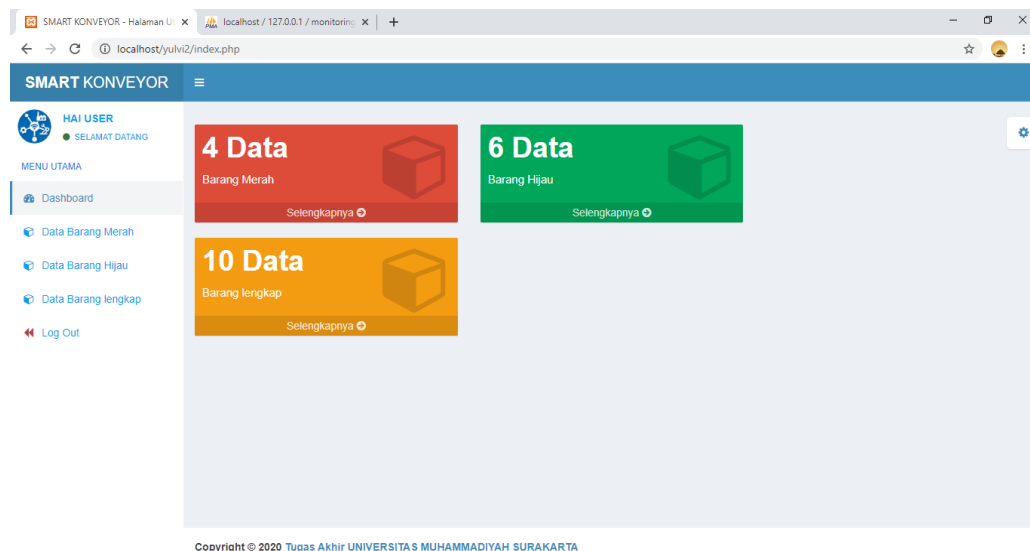 SMART KONVEYOR - Halaman U
localhost / 127.0.0.1 / monitoring
localhost/yulvi2/index.php
SMART KONVEYOR
HAI USER
SELAMAT DATANG
MENU UTAMA
Dashboard
Data Barang Merah
Data Barang Hijau
Data Barang lengkap
Log Out
4 Data
Barang Merah
Selengkapnya
6 Data
Barang Hijau
Selengkapnya
10 Data
Barang lengkap
Selengkapnya
Copyright © 2020 Tugas Akhir UNIVERSITAS MUHAMMADIYAH SURAKARTA